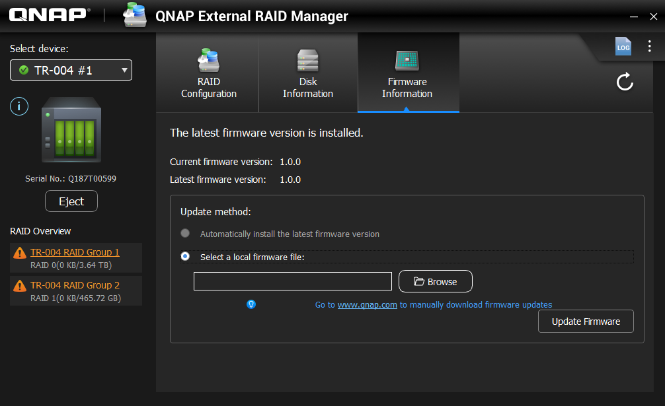 QNAP QNAP External RAID Manager
Select device:
TR-004 #1
LOG
RAID
Configuration
Disk
Information
Firmware
Information
i
Serial No.: Q187T00599
Eject
RAID Overview
TR-004 RAID Group 1
RAID 0(0 KB/3.64 TB)
TR-004 RAID Group 2
RAID 1(0 KB/465.72 GB)
The latest firmware version is installed.
Current firmware version: 1.0.0
Latest firmware version: 1.0.0
Update method:
Automatically install the latest firmware version
Select a local firmware file:
Browse
Go to www.qnap.com to manually download firmware updates
Update Firmware